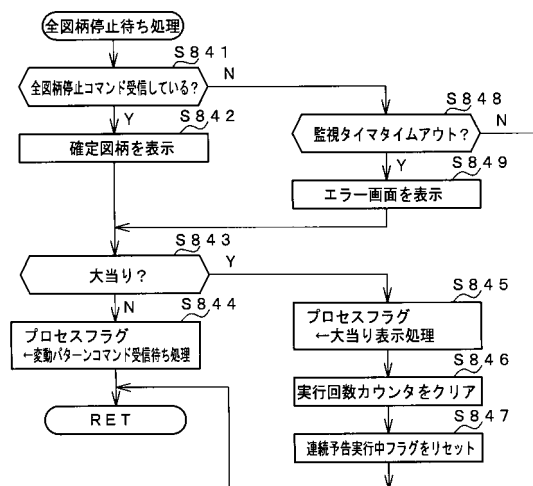 全図柄停止待ち処理
S841
全図柄停止コマンド受信している？
N
Y
S842
確定図柄を表示
S848
監視タイマタイムアウト？
N
Y
S849
エラー画面を表示
S843
大当り？
Y
N
S844
プロセスフラグ
←変動パターンコマンド受信待ち処理
RET
S845
プロセスフラグ
←大当り表示処理
S846
実行回数カウンタをクリア
S847
連続予告実行中フラグをリセット